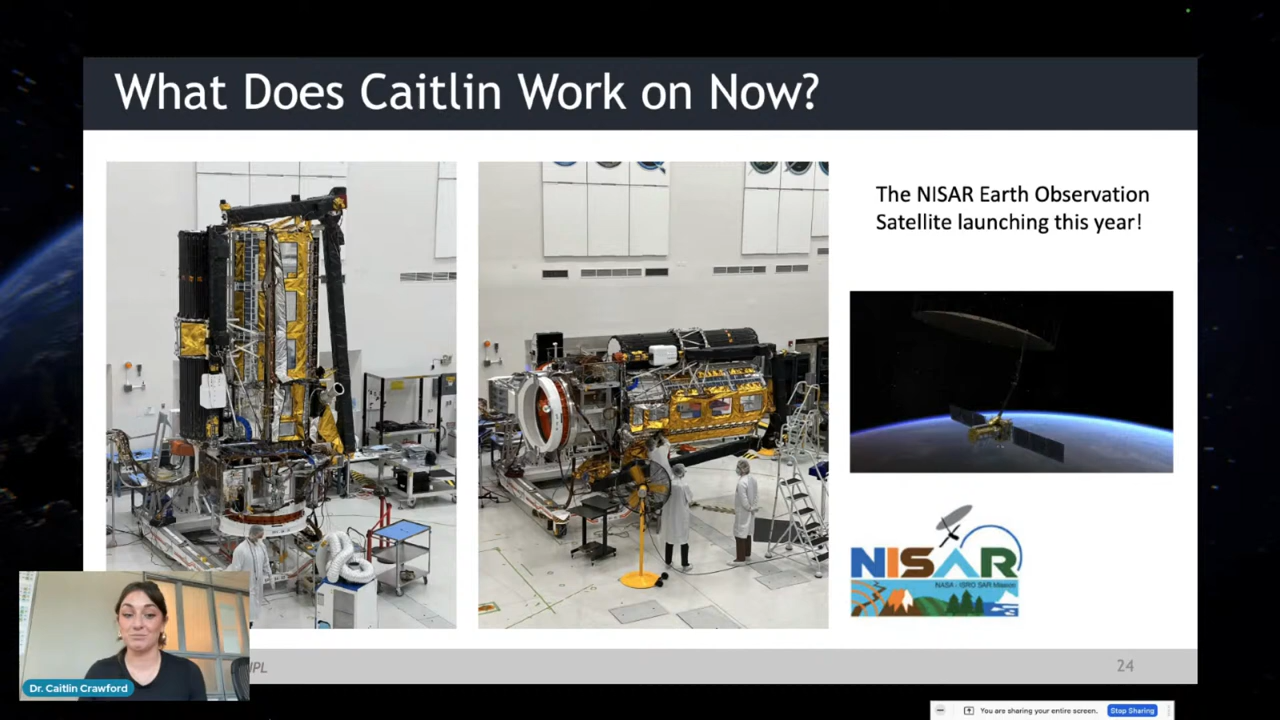 What Does Caitlin Work on Now?
The NISAR Earth Observation
Satellite launching this year!
NISAR
NASA - ISRO SAR Mission
JPL
24
Dr. Caitlin Crawford
You are sharing your entire screen.
Stop Sharing